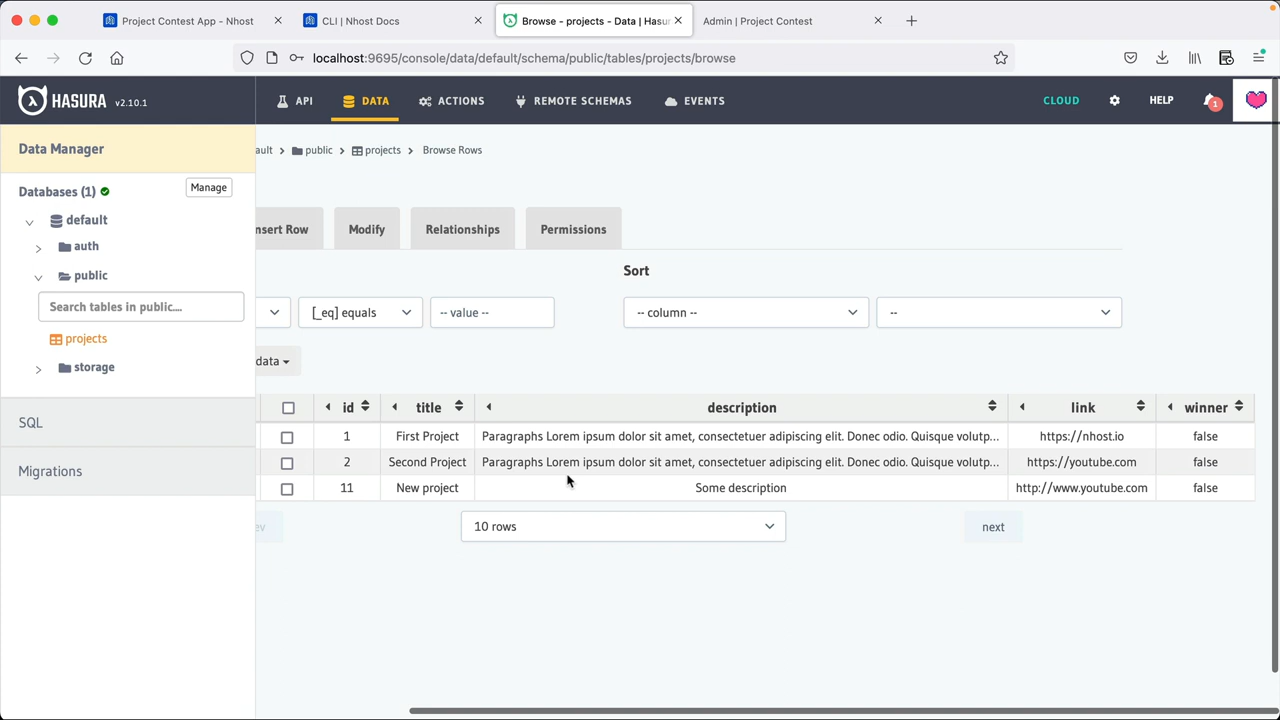 Project Contest App - Nhost
CLI | Nhost Docs
Browse - projects - Data | Hasu
Admin | Project Contest
localhost:9695/console/data/default/schema/public/tables/projects/browse
HASURA v2.10.1
API
DATA
ACTIONS
REMOTE SCHEMAS
EVENTS
CLOUD
HELP
1
Data Manager
ault > public > projects > Browse Rows
Databases (1)
Manage
default
auth
public
Search tables in public....
projects
storage
SQL
Migrations
nsert Row
Modify
Relationships
Permissions
Sort
[_eq] equals
-- value --
-- column --
--
data
id title description link winner
1 First Project Paragraphs Lorem ipsum dolor sit amet, consectetuer adipiscing elit. Donec odio. Quisque volutp... https://nhost.io false
2 Second Project Paragraphs Lorem ipsum dolor sit amet, consectetuer adipiscing elit. Donec odio. Quisque volutp... https://youtube.com false
11 New project Some description http://www.youtube.com false
ev
10 rows
next